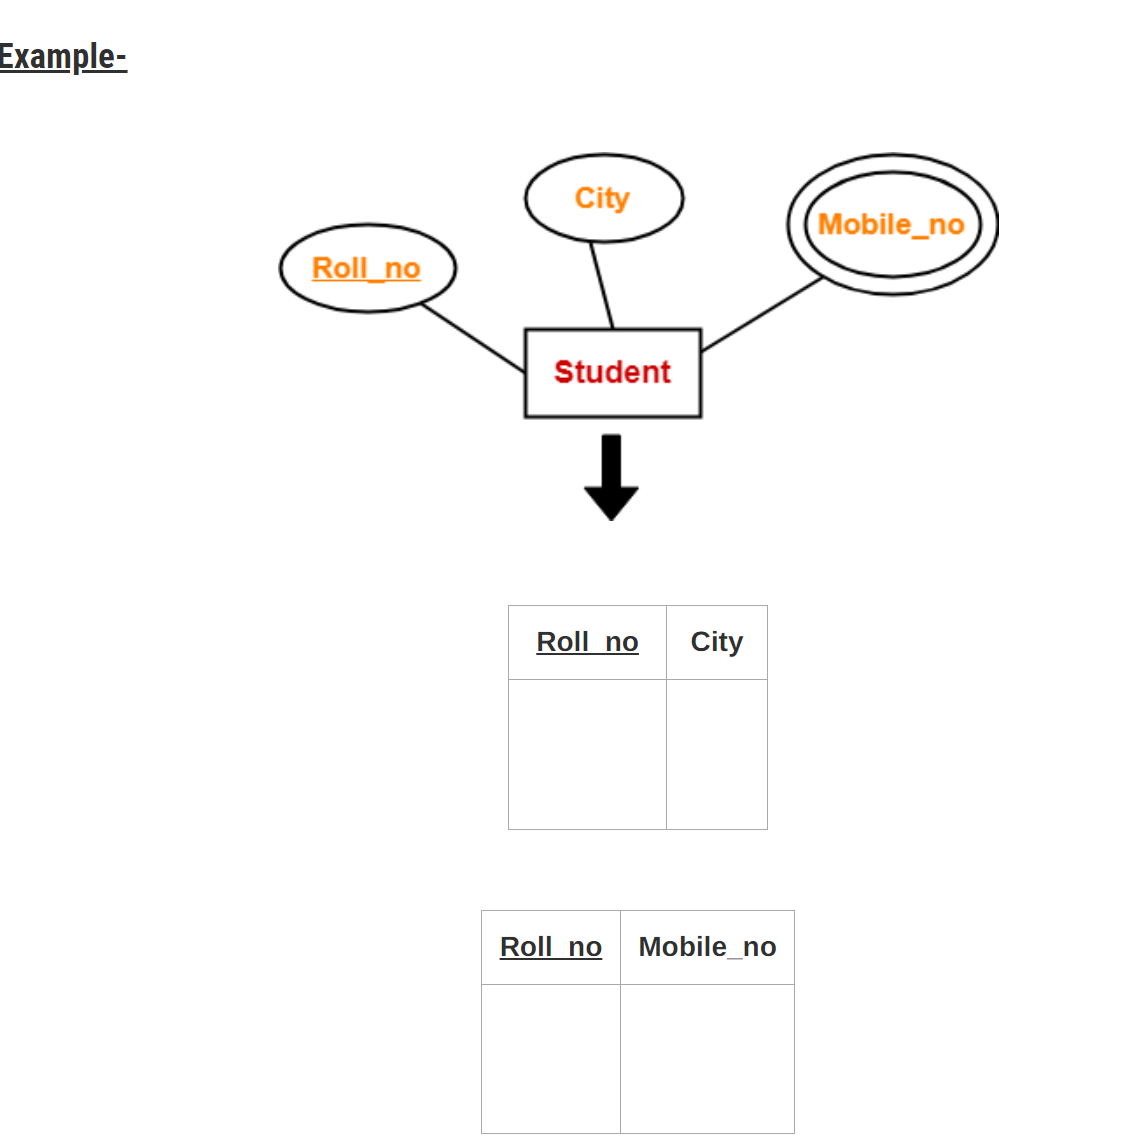 Example-
City
Mobile_no
Roll_no
Student
Roll_no City
Roll_no Mobile_no